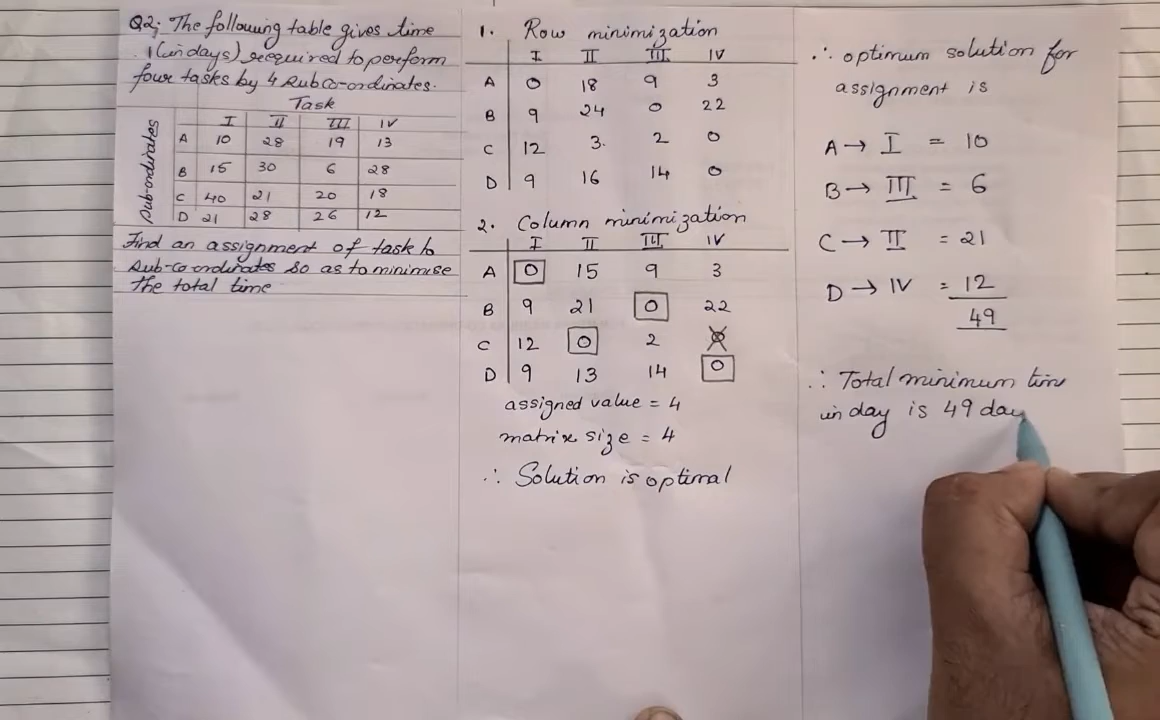 Q2; The following table gives time
(in days) required to perform
four tasks by 4 subco-ordinates.
Task
Sub-ordinates
I II III IV
A 10 28 19 13
B 15 30 6 28
C 40 21 20 18
D 21 28 26 12
Find an assignment of task to
sub-co ordinates so as to minimise
the total time
1. Row minimization
I II III IV
A 0 18 9 3
B 9 24 0 22
C 12 3. 2 0
D 9 16 14 0
2. Column minimization
I II III IV
A 0 15 9 3
B 9 21 0 22
C 12 0 2 0
D 9 13 14 0
assigned value = 4
matrix size = 4
∴ Solution is optimal
∴ optimum solution for
assignment is
A → I = 10
B → III = 6
C → II = 21
D → IV = 12
49
∴ Total minimum time
in day is 49 day